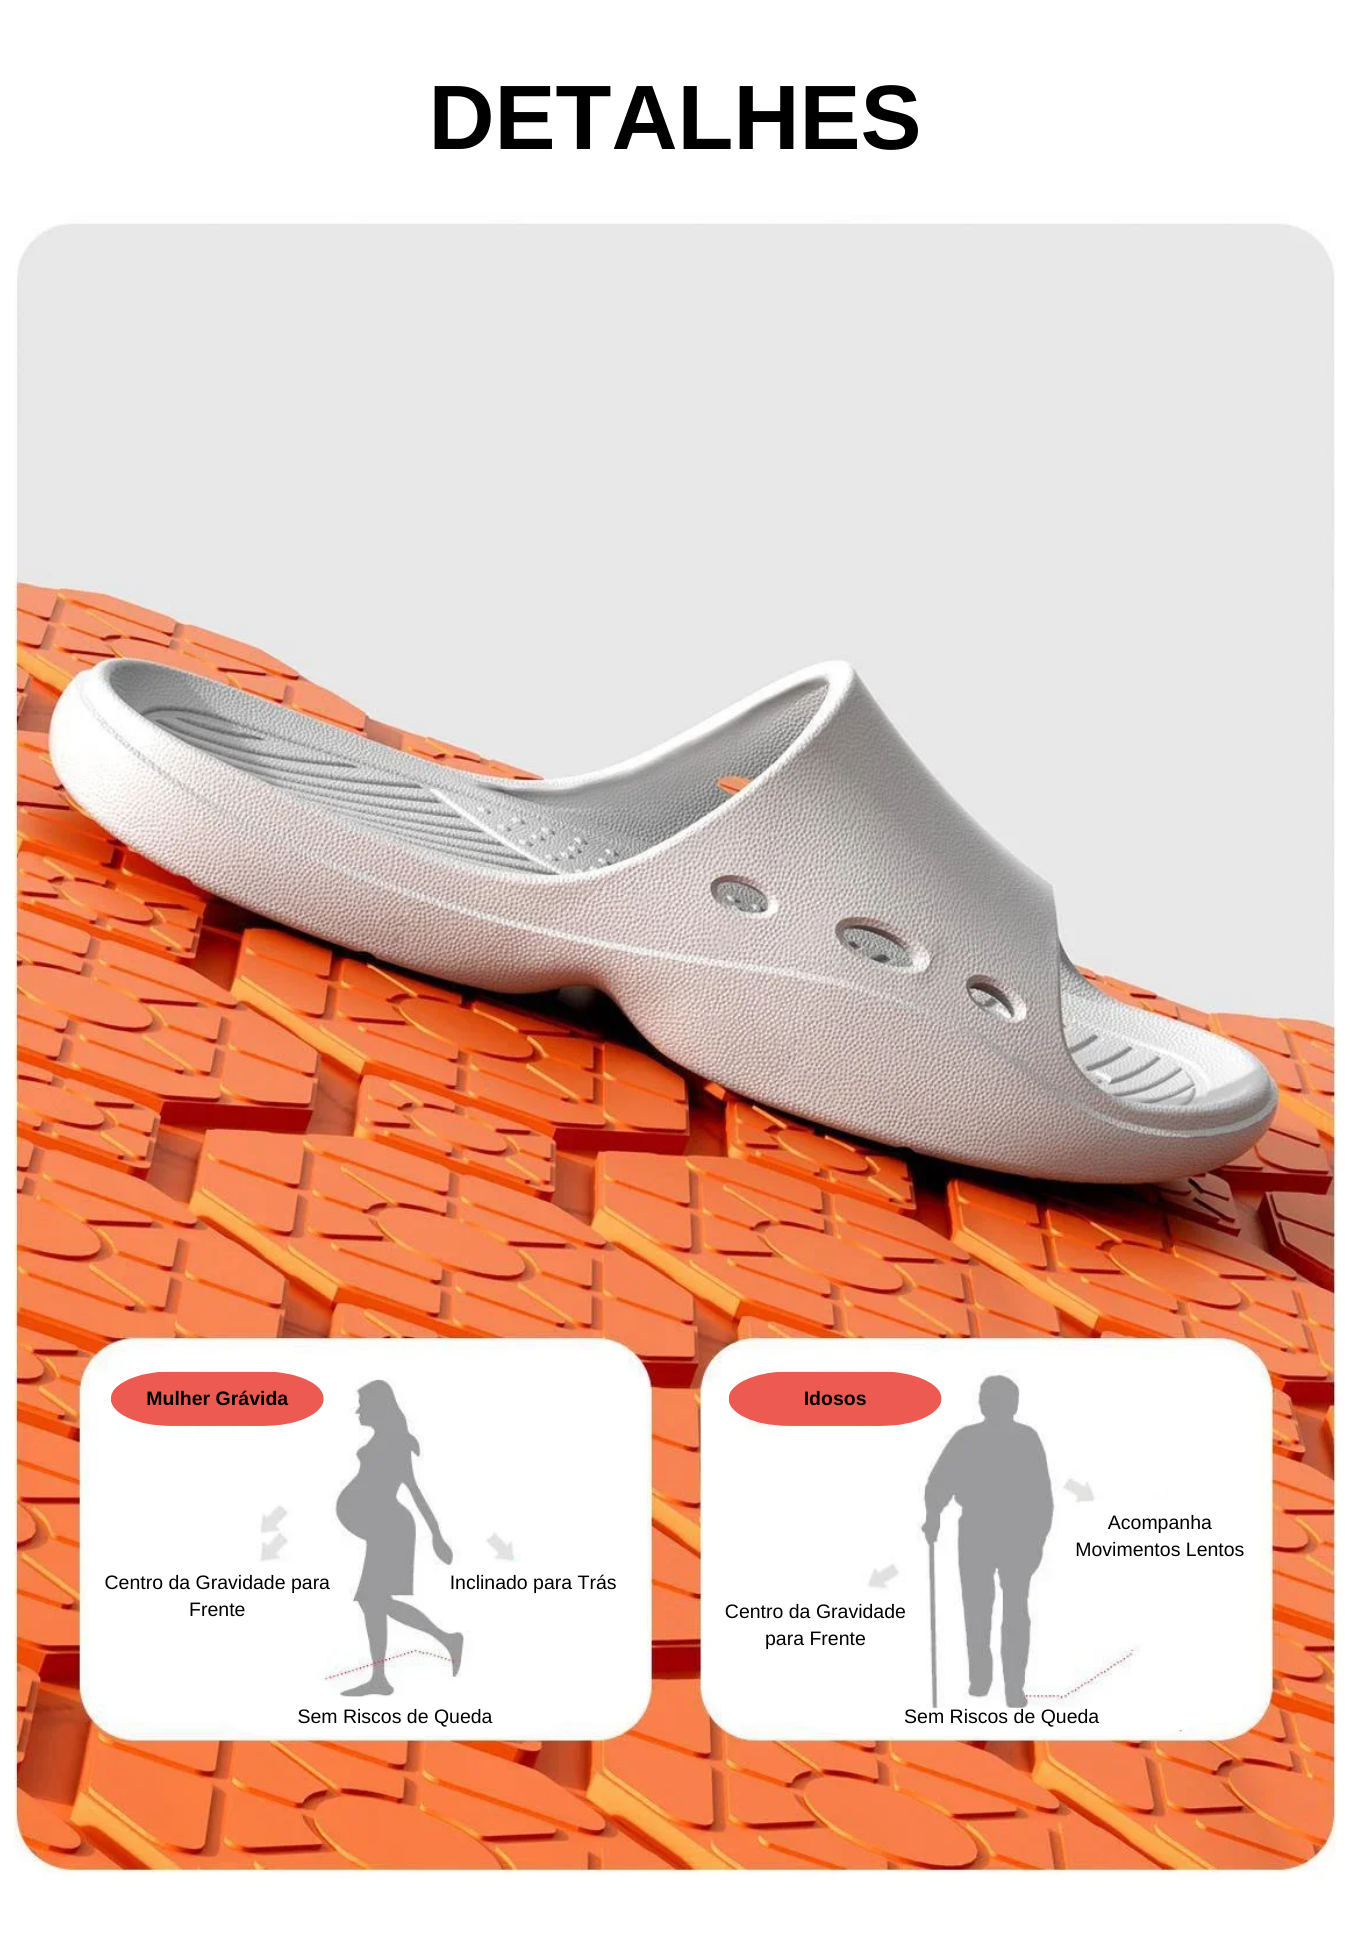 DETALHES
Mulher Grávida
Centro da Gravidade para
Frente
Inclinado para Trás
Sem Riscos de Queda
Idosos
Acompanha
Movimentos Lentos
Centro da Gravidade
para Frente
Sem Riscos de Queda